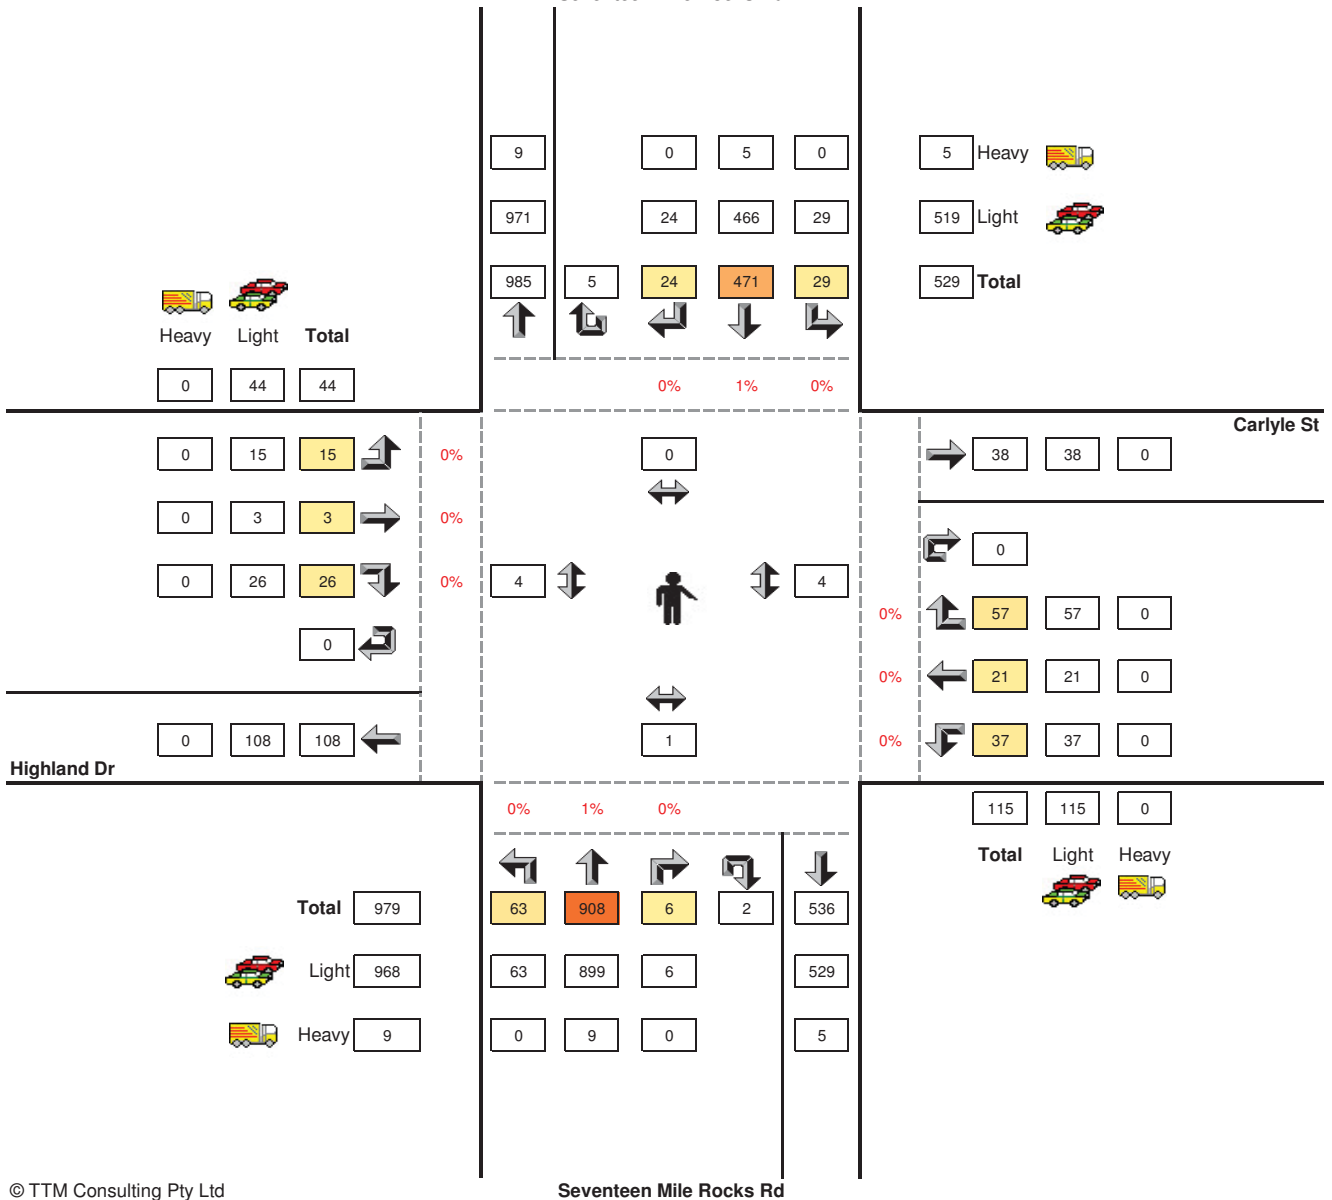 9 0 5 0 5 Heavy
971 24 466 29 519 Light
985 5 24 471 29 529 Total
Heavy Light Total
0% 1% 0%
0 44 44
Carlyle St
0 15 15 0% 0 38 38 0
0 3 3 0%
0
0 26 26 0% 4 4
0% 57 57 0
0
0% 21 21 0
0 108 108 1 0% 37 37 0
Highland Dr
0% 1% 0% 115 115 0
Total Light Heavy
Total 979 63 908 6 2 536
Light 968 63 899 6 529
Heavy 9 0 9 0 5
© TTM Consulting Pty Ltd Seventeen Mile Rocks Rd